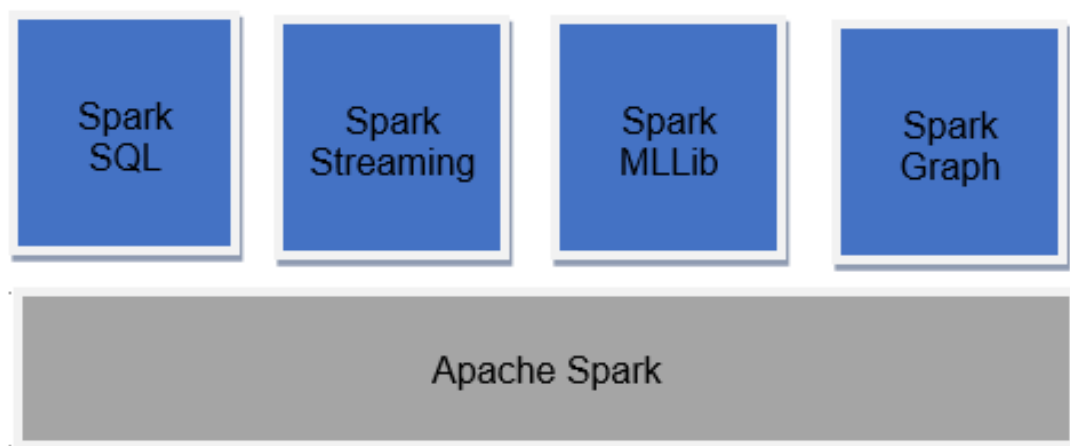 Spark
SQL
Spark
Streaming
Spark
MLLib
Spark
Graph
Apache Spark